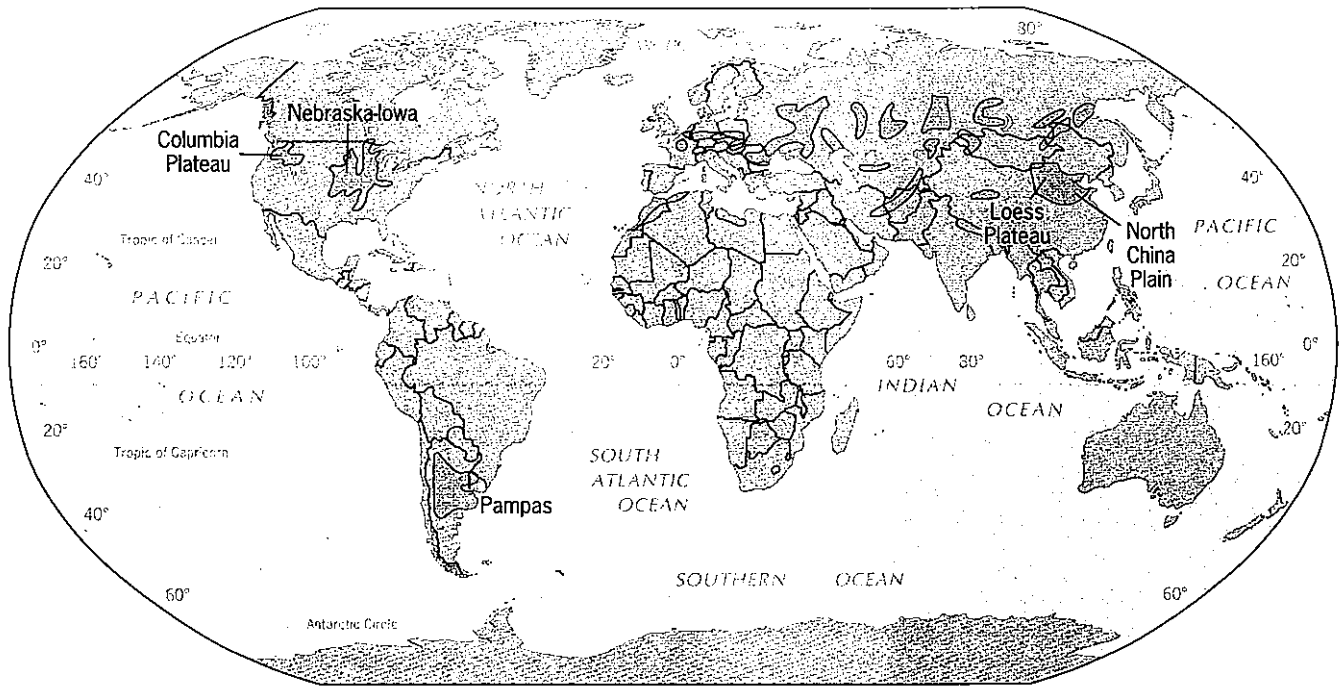 80°
Nebraska-Iowa
Columbia
Plateau
40°
NORTH
ATLANTIC
OCEAN
40°
Loess
Plateau
North
China
Plain
PACIFIC
OCEAN
Tropic of Cancer
20°
20°
PACIFIC
OCEAN
Equator
0°
160°
140°
120°
100°
20°
0°
60°
80°
160°
0°
INDIAN
OCEAN
20°
20°
Tropic of Capricorn
SOUTH
ATLANTIC
OCEAN
Pampas
40°
SOUTHERN OCEAN
60°
60°
Antarctic Circle